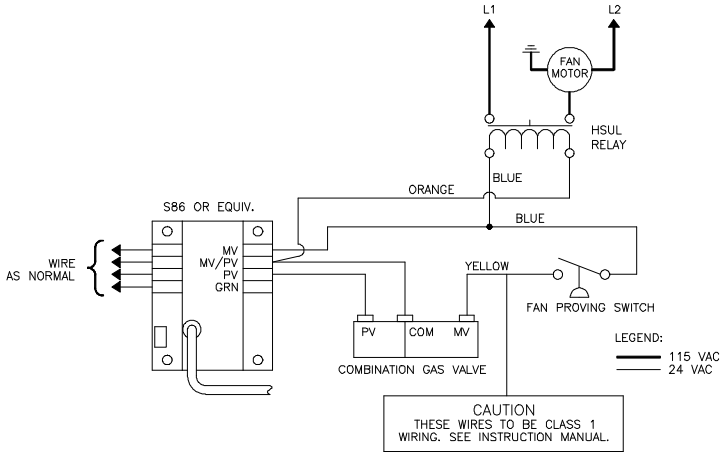 L1
L2
FAN
MOTOR
HSUL
RELAY
BLUE
ORANGE
S86 OR EQUIV.
BLUE
MV
MV/PV
PV
GRN
WIRE
AS NORMAL
YELLOW
FAN PROVING SWITCH
PV COM MV
COMBINATION GAS VALVE
LEGEND:
115 VAC
24 VAC
CAUTION
THESE WIRES TO BE CLASS 1
WIRING. SEE INSTRUCTION MANUAL.